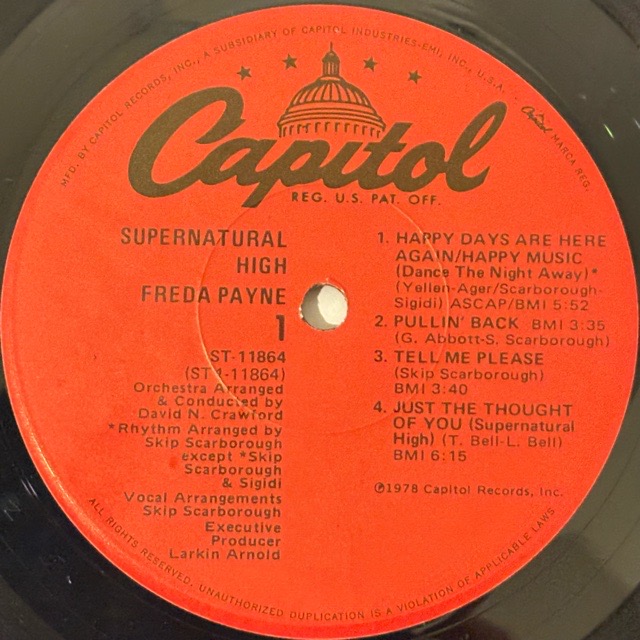 MFD. BY CAPITOL RECORDS, INC., A SUBSIDIARY OF CAPITOL INDUSTRIES-EMI, INC., U.S.A. · Capitol MARCA REG.
Capitol
REG. U.S. PAT. OFF.
SUPERNATURAL
HIGH
FREDA PAYNE
1
ST-11864
(ST1-11864)
Orchestra Arranged
& Conducted by
David N. Crawford
*Rhythm Arranged by
Skip Scarborough
except *Skip
Scarborough
& Sigidi
Vocal Arrangements
Skip Scarborough
Executive
Producer
Larkin Arnold
1. HAPPY DAYS ARE HERE
AGAIN/HAPPY MUSIC
(Dance The Night Away)*
(Yellen-Ager/Scarborough-
Sigidi) ASCAP/BMI 5:52
2. PULLIN' BACK BMI 3:35
(G. Abbott-S. Scarborough)
3. TELL ME PLEASE
(Skip Scarborough)
BMI 3:40
4. JUST THE THOUGHT
OF YOU (Supernatural
High) (T. Bell-L. Bell)
BMI 6:15
℗1978 Capitol Records, Inc.
ALL RIGHTS RESERVED. UNAUTHORIZED DUPLICATION IS A VIOLATION OF APPLICABLE LAWS